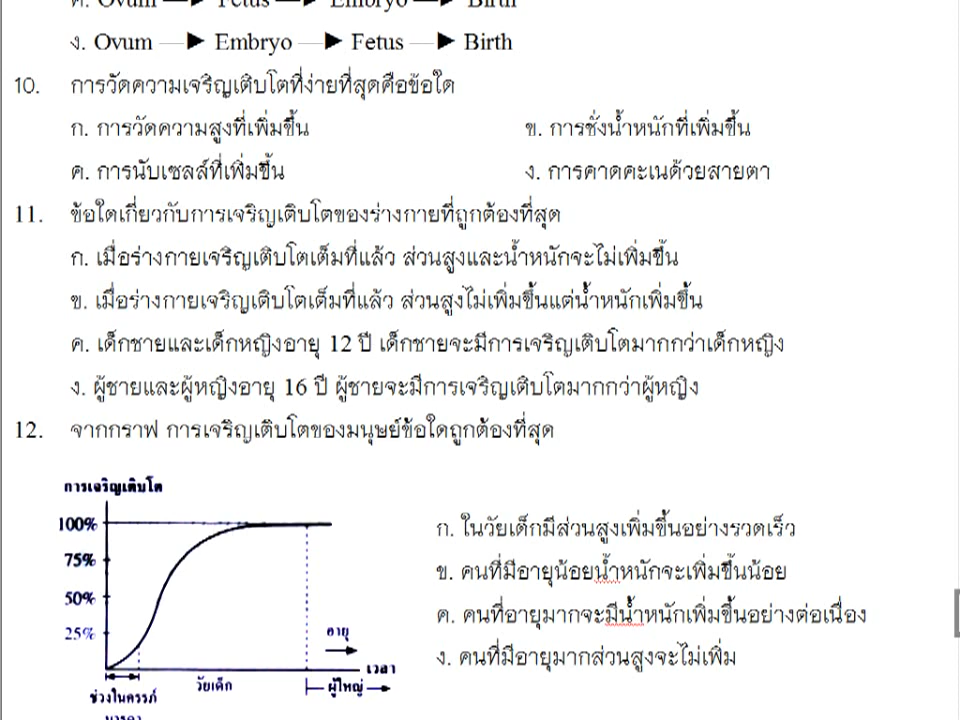 ค. Ovum → Fetus → Embryo → Birth
ง. Ovum → Embryo → Fetus → Birth
10. การวัดความเจริญเติบโตที่ง่ายที่สุดคือข้อใด
ก. การวัดความสูงที่เพิ่มขึ้น ข. การชั่งน้ำหนักที่เพิ่มขึ้น
ค. การนับเซลล์ที่เพิ่มขึ้น ง. การคาดคะเนด้วยสายตา
11. ข้อใดเกี่ยวกับการเจริญเติบโตของร่างกายที่ถูกต้องที่สุด
ก. เมื่อร่างกายเจริญเติบโตเต็มที่แล้ว ส่วนสูงและน้ำหนักจะไม่เพิ่มขึ้น
ข. เมื่อร่างกายเจริญเติบโตเต็มที่แล้ว ส่วนสูงไม่เพิ่มขึ้นแต่น้ำหนักเพิ่มขึ้น
ค. เด็กชายและเด็กหญิงอายุ 12 ปี เด็กชายจะมีการเจริญเติบโตมากกว่าเด็กหญิง
ง. ผู้ชายและผู้หญิงอายุ 16 ปี ผู้ชายจะมีการเจริญเติบโตมากกว่าผู้หญิง
12. จากกราฟ การเจริญเติบโตของมนุษย์ข้อใดถูกต้องที่สุด
การเจริญเติบโต
100%
75%
50%
25%
อายุ
เวลา
วัยเด็ก
ผู้ใหญ่
ช่วงในครรภ์
มารดา
ก. ในวัยเด็กมีส่วนสูงเพิ่มขึ้นอย่างรวดเร็ว
ข. คนที่มีอายุน้อยน้ำหนักจะเพิ่มขึ้นน้อย
ค. คนที่อายุมากจะมีน้ำหนักเพิ่มขึ้นอย่างต่อเนื่อง
ง. คนที่มีอายุมากส่วนสูงจะไม่เพิ่ม